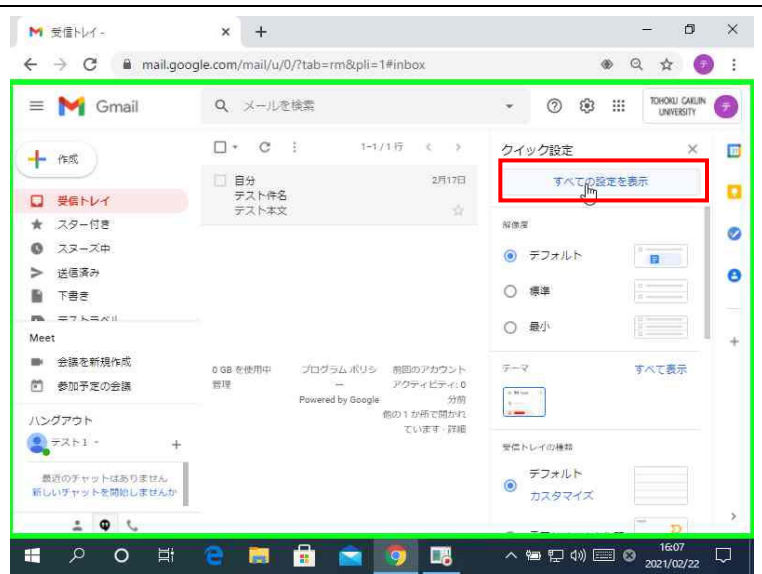 受信トレイ -
mail.google.com/mail/u/0/?tab=rm&pli=1#inbox
テ
Gmail
メールを検索
TOHOKU GAKUIN
UNIVERSITY
テ
作成
受信トレイ
スター付き
スヌーズ中
送信済み
下書き
テストラベル
Meet
会議を新規作成
参加予定の会議
ハングアウト
テスト1
最近のチャットはありません
新しいチャットを開始しませんか
1-1/1行
自分
2月17日
テスト件名
テスト本文
0 GB を使用中
管理
プログラム ポリシ
ー
Powered by Google
前回のアカウント
アクティビティ: 0
分前
他の 1 か所で開かれ
ています · 詳細
クイック設定
すべての設定を表示
解像度
デフォルト
標準
最小
テーマ
すべて表示
受信トレイの種類
デフォルト
カスタマイズ
16:07
2021/02/22